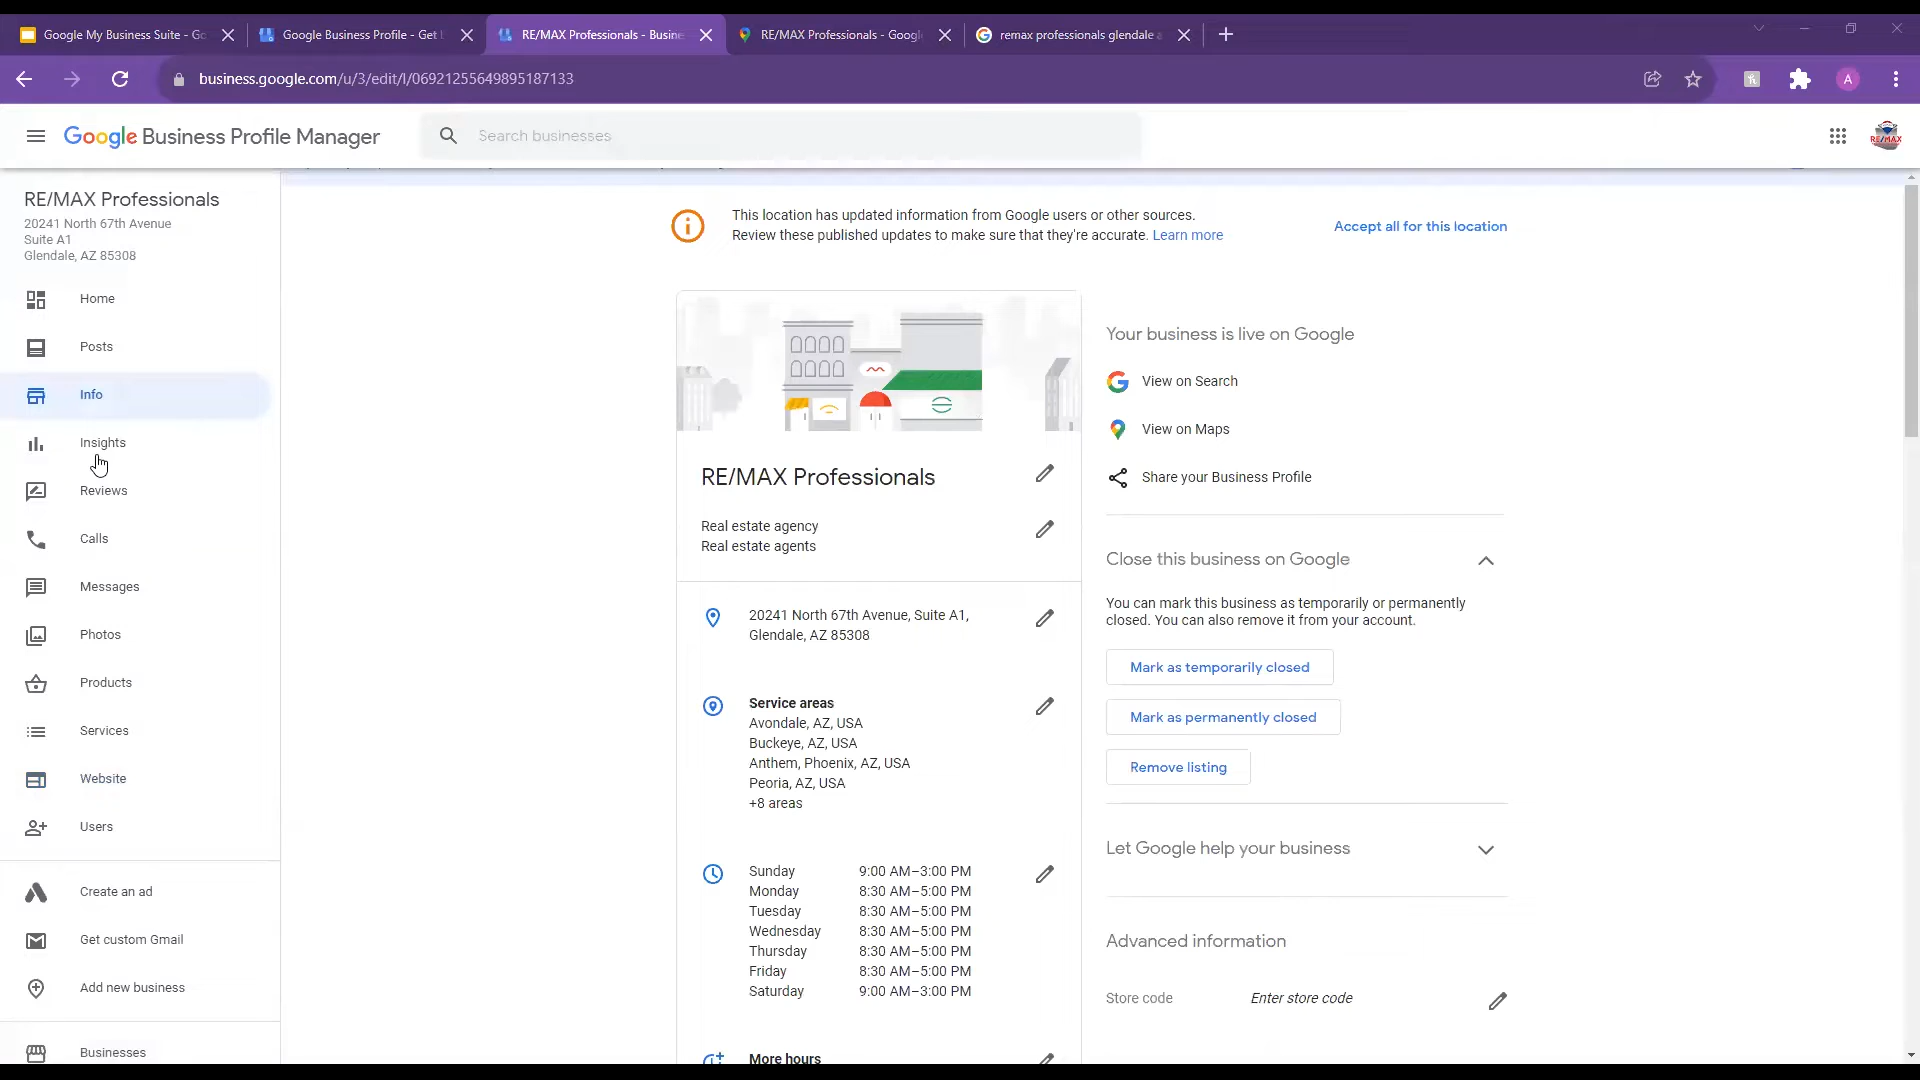 Google My Business Suite - Go
Google Business Profile - Get L
RE/MAX Professionals - Busine
RE/MAX Professionals - Googl
remax professionals glendale a
business.google.com/u/3/edit/l/06921255649895187133
A
Google Business Profile Manager
Search businesses
RE/MAX
RE/MAX Professionals
20241 North 67th Avenue
Suite A1
Glendale, AZ 85308
Home
Posts
Info
Insights
Reviews
Calls
Messages
Photos
Products
Services
Website
Users
Create an ad
Get custom Gmail
Add new business
Businesses
This location has updated information from Google users or other sources.
Review these published updates to make sure that they're accurate. Learn more
Accept all for this location
RE/MAX Professionals
Real estate agency
Real estate agents
20241 North 67th Avenue, Suite A1,
Glendale, AZ 85308
Service areas
Avondale, AZ, USA
Buckeye, AZ, USA
Anthem, Phoenix, AZ, USA
Peoria, AZ, USA
+8 areas
Sunday 9:00 AM–3:00 PM
Monday 8:30 AM–5:00 PM
Tuesday 8:30 AM–5:00 PM
Wednesday 8:30 AM–5:00 PM
Thursday 8:30 AM–5:00 PM
Friday 8:30 AM–5:00 PM
Saturday 9:00 AM–3:00 PM
More hours
Your business is live on Google
View on Search
View on Maps
Share your Business Profile
Close this business on Google
You can mark this business as temporarily or permanently
closed. You can also remove it from your account.
Mark as temporarily closed
Mark as permanently closed
Remove listing
Let Google help your business
Advanced information
Store code Enter store code